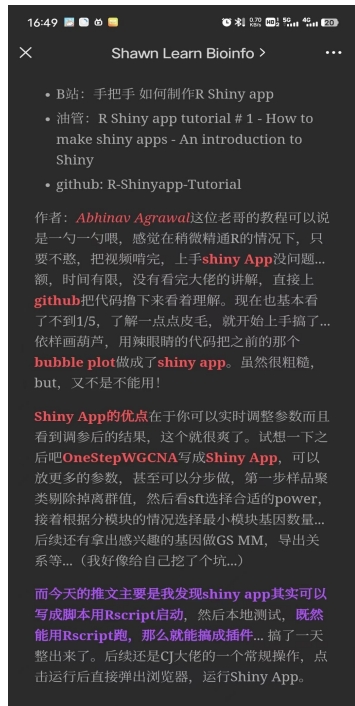 16:49
0.70 KB/s HD 5G 4G 20
Shawn Learn Bioinfo >
• B站：手把手 如何制作R Shiny app
• 油管：R Shiny app tutorial # 1 - How to
make shiny apps - An introduction to
Shiny
• github: R-Shinyapp-Tutorial
作者：Abhinav Agrawal这位老哥的教程可以说
是一勺一勺喂，感觉在稍微精通R的情况下，只
要不憨，把视频啃完，上手shiny App没问题...
额，时间有限，没有看完大佬的讲解，直接上
github把代码撸下来看着理解。现在也基本看
了不到1/5，了解一点点皮毛，就开始上手搞了...
依样画葫芦，用辣眼睛的代码把之前的那个
bubble plot做成了shiny app。虽然很粗糙，
but，又不是不能用！
Shiny App的优点在于你可以实时调整参数而且
看到调参后的结果，这个就很爽了。试想一下之
后吧OneStepWGCNA写成Shiny App，可以
放更多的参数，甚至可以分步做，第一步样品聚
类剔除掉离群值，然后看sft选择合适的power，
接着根据分模块的情况选择最小模块基因数量...
后续还有拿出感兴趣的基因做GS MM，导出关
系等...（我好像给自己挖了个坑...）
而今天的推文主要是我发现shiny app其实可以
写成脚本用Rscript启动，然后本地测试，既然
能用Rscript跑，那么就能搞成插件... 搞了一天
整出来了。后续还是CJ大佬的一个常规操作，点
击运行后直接弹出浏览器，运行Shiny App。